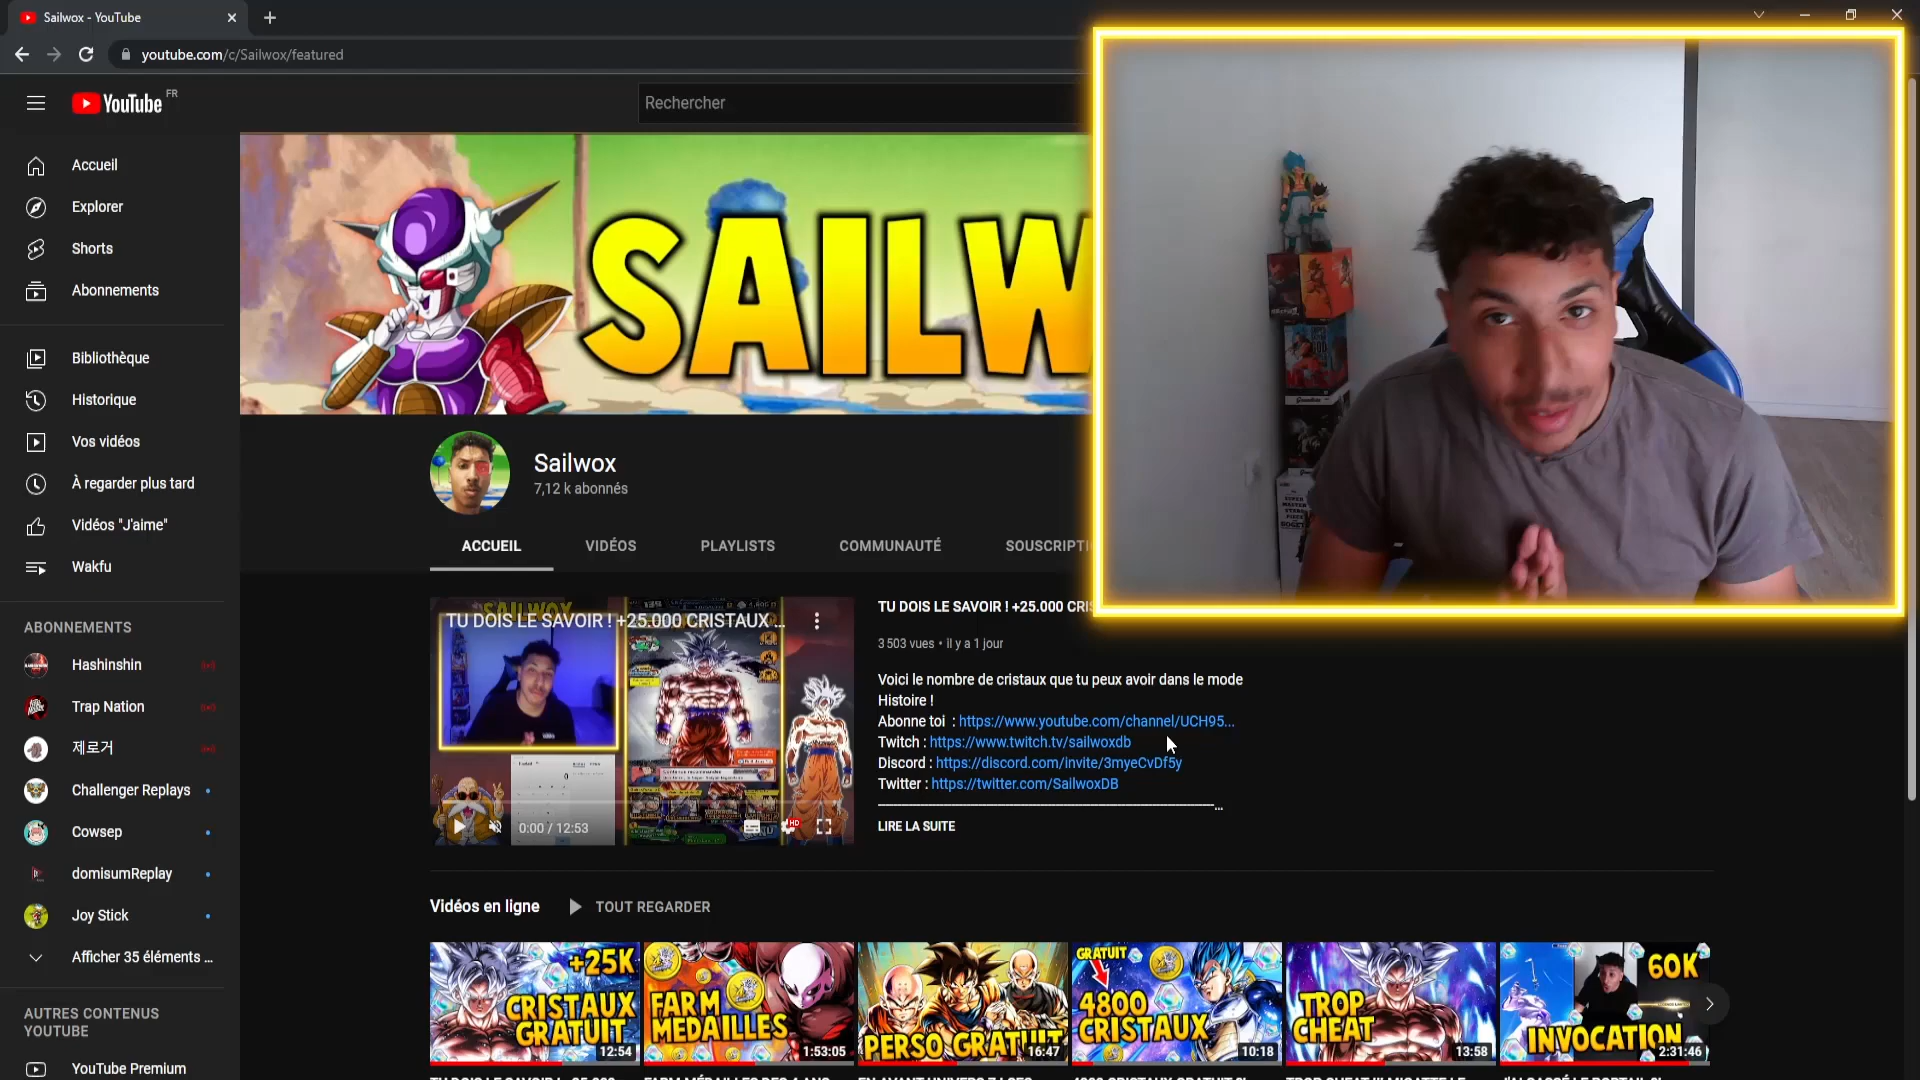 Sailwox - YouTube
youtube.com/c/Sailwox/featured
YouTube FR
Rechercher
Accueil
Explorer
Shorts
Abonnements
Bibliothèque
Historique
Vos vidéos
À regarder plus tard
Vidéos "J'aime"
Wakfu
ABONNEMENTS
Hashinshin
Trap Nation
제로거
Challenger Replays
Cowsep
domisumReplay
Joy Stick
Afficher 35 éléments ...
AUTRES CONTENUS
YOUTUBE
YouTube Premium
SAILW
Sailwox
7,12 k abonnés
ACCUEIL
VIDÉOS
PLAYLISTS
COMMUNAUTÉ
SOUSCRIPTI
SAILWOX
TU DOIS LE SAVOIR ! +25.000 CRISTAUX ...
0:00 / 12:53
HD
TU DOIS LE SAVOIR ! +25.000 CRIS
3 503 vues • il y a 1 jour
Voici le nombre de cristaux que tu peux avoir dans le mode
Histoire !
Abonne toi : https://www.youtube.com/channel/UCH95...
Twitch : https://www.twitch.tv/sailwoxdb
Discord : https://discord.com/invite/3myeCvDf5y
Twitter : https://twitter.com/SailwoxDB
LIRE LA SUITE
Vidéos en ligne
TOUT REGARDER
+25K
CRISTAUX
GRATUIT
12:54
FARM
MEDAILLES
1:53:05
PERSO GRATUIT
16:47
GRATUIT
4800
CRISTAUX
10:18
TROP
CHEAT
13:58
60K
INVOCATION
2:31:46